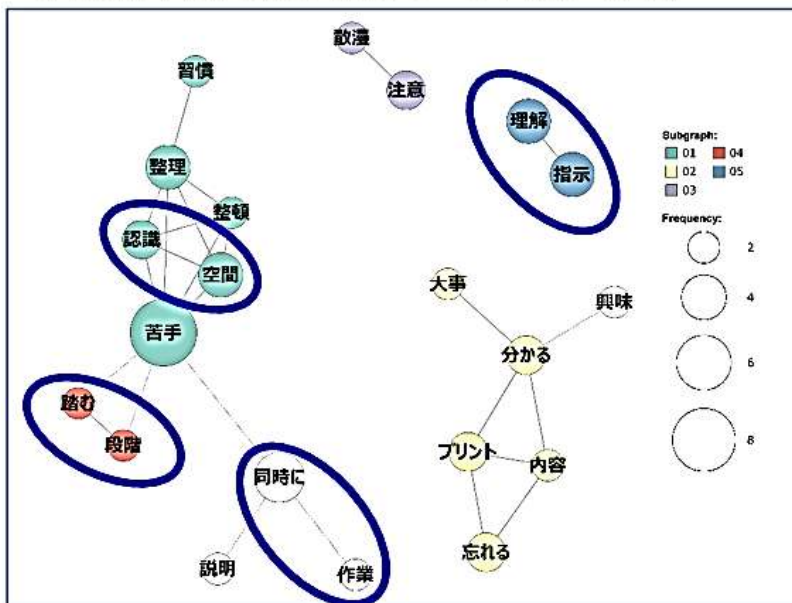 散漫
習慣
注意
理解
整理
指示
整頓
認識
空間
大事
興味
苦手
分かる
踏む
段階
プリント
内容
同時に
忘れる
説明
作業
Subgraph:
01
04
02
05
03
Frequency:
2
4
6
8